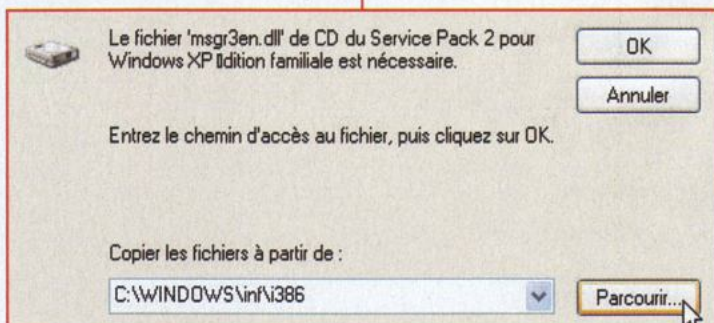 Le fichier 'msgr3en.dll' de CD du Service Pack 2 pour
Windows XP ▯dition familiale est nécessaire.
OK
Annuler
Entrez le chemin d'accès au fichier, puis cliquez sur OK.
Copier les fichiers à partir de :
C:\WINDOWS\inf\i386
Parcourir...